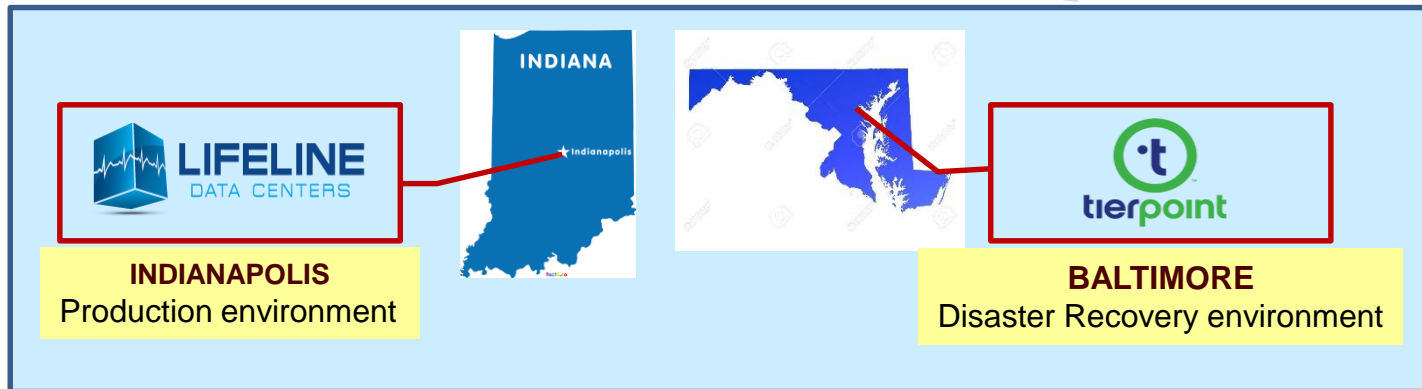 INDIANA
Indianapolis
LIFELINE
DATA CENTERS
t
tierpoint
INDIANAPOLIS
Production environment
BALTIMORE
Disaster Recovery environment